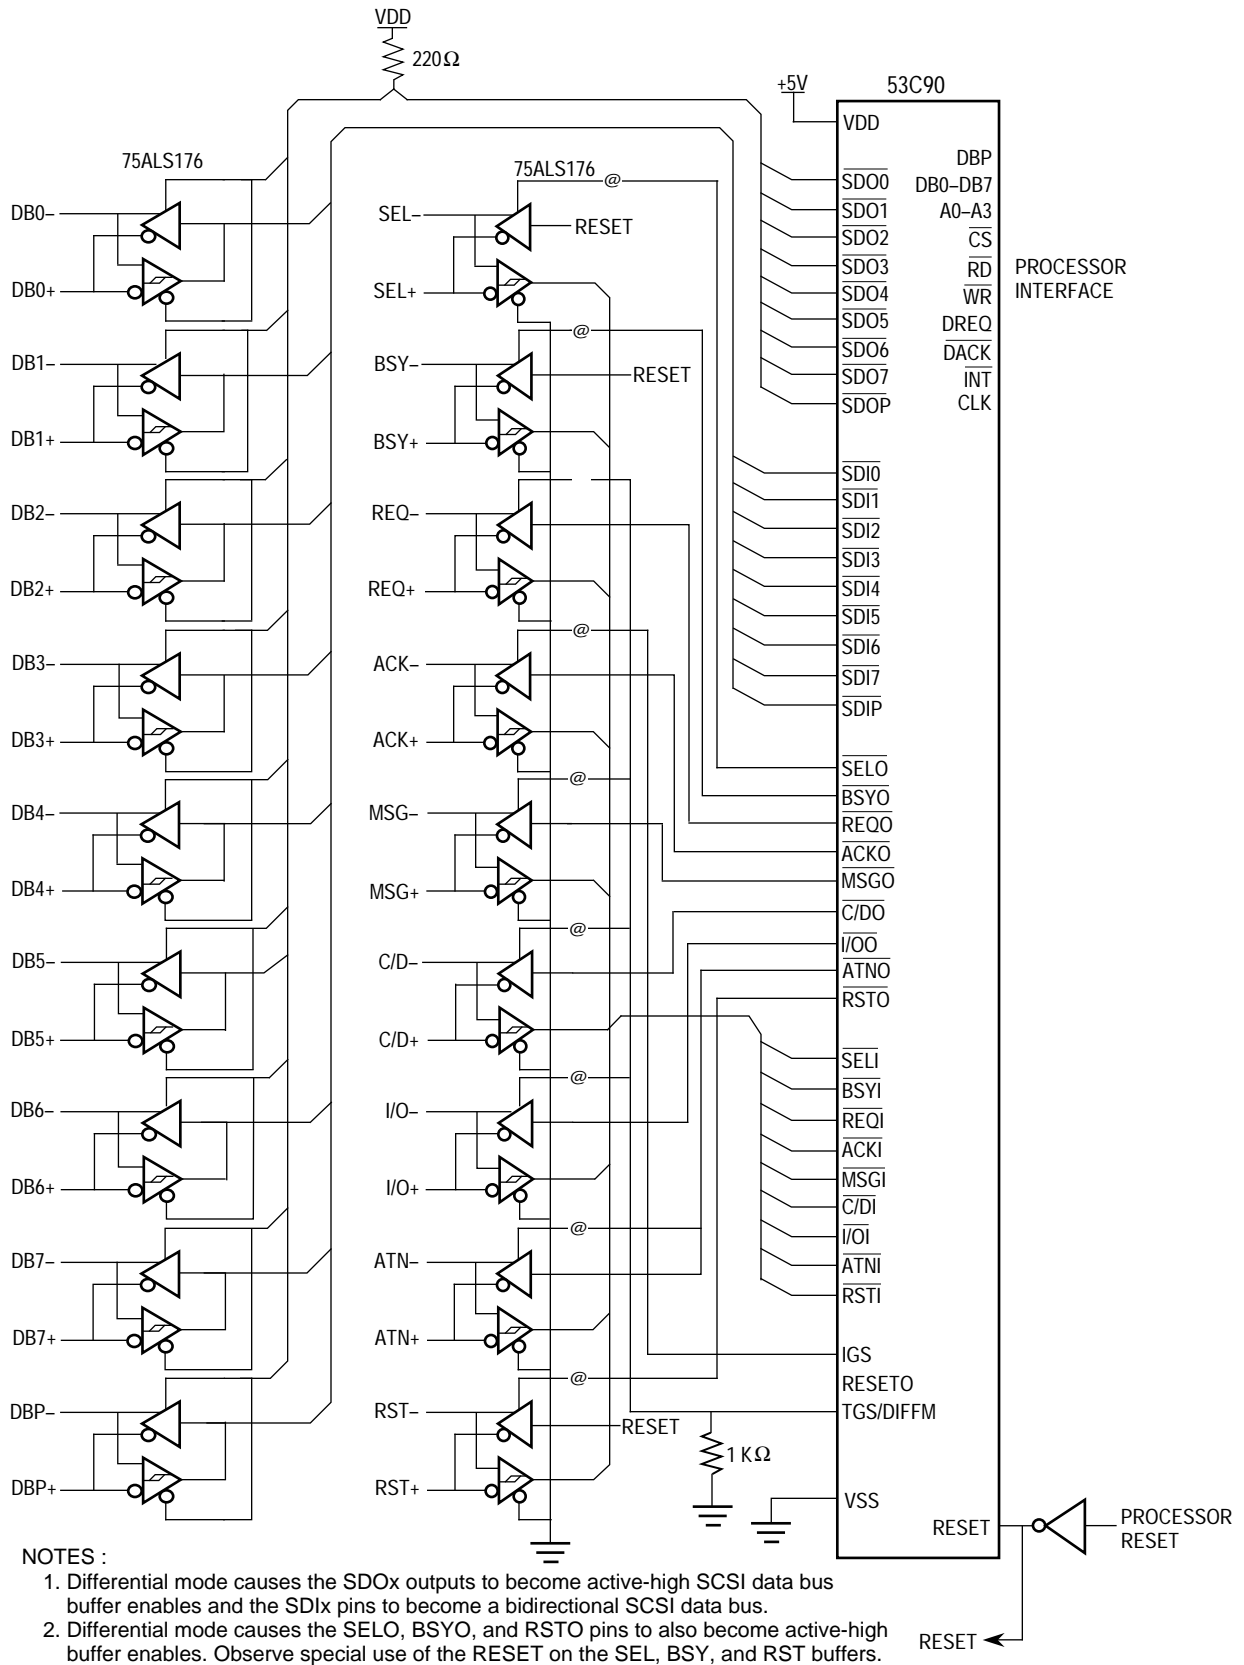 VDD
220Ω
+5V
53C90
VDD
75ALS176
75ALS176
@
DBP
DB0–DB7
A0–A3
CS
RD
WR
DREQ
DACK
INT
CLK
PROCESSOR
INTERFACE
SDO0
SDO1
SDO2
SDO3
SDO4
SDO5
SDO6
SDO7
SDOP
SDI0
SDI1
SDI2
SDI3
SDI4
SDI5
SDI6
SDI7
SDIP
SELO
BSYO
REQO
ACKO
MSGO
C/DO
I/OO
ATNO
RSTO
SELI
BSYI
REQI
ACKI
MSGI
C/DI
I/OI
ATNI
RSTI
IGS
RESETO
TGS/DIFFM
VSS
RESET
PROCESSOR
RESET
RESET
1 KΩ
DB0–
DB0+
DB1–
DB1+
DB2–
DB2+
DB3–
DB3+
DB4–
DB4+
DB5–
DB5+
DB6–
DB6+
DB7–
DB7+
DBP–
DBP+
SEL–
RESET
SEL+
@
BSY–
RESET
BSY+
REQ–
REQ+
@
ACK–
ACK+
@
MSG–
MSG+
@
C/D–
C/D+
@
I/O–
I/O+
@
ATN–
ATN+
@
RST–
RESET
RST+
NOTES :
1. Differential mode causes the SDOx outputs to become active-high SCSI data bus
buffer enables and the SDIx pins to become a bidirectional SCSI data bus.
2. Differential mode causes the SELO, BSYO, and RSTO pins to also become active-high
buffer enables. Observe special use of the RESET on the SEL, BSY, and RST buffers.